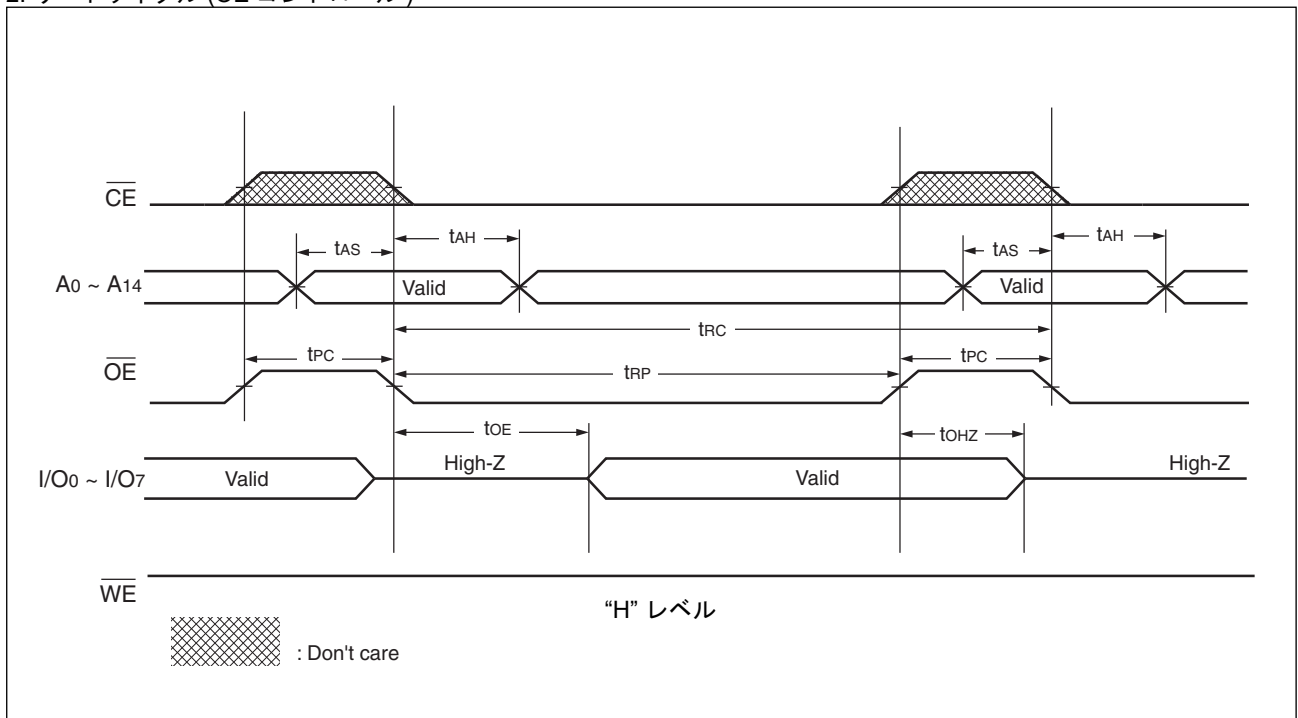 CE
tAS
tAH
tAS
tAH
A0 ~ A14
Valid
Valid
tRC
OE
tPC
tRP
tPC
tOE
tOHZ
I/O0 ~ I/O7
Valid
High-Z
Valid
High-Z
WE
“H” レベル
: Don't care